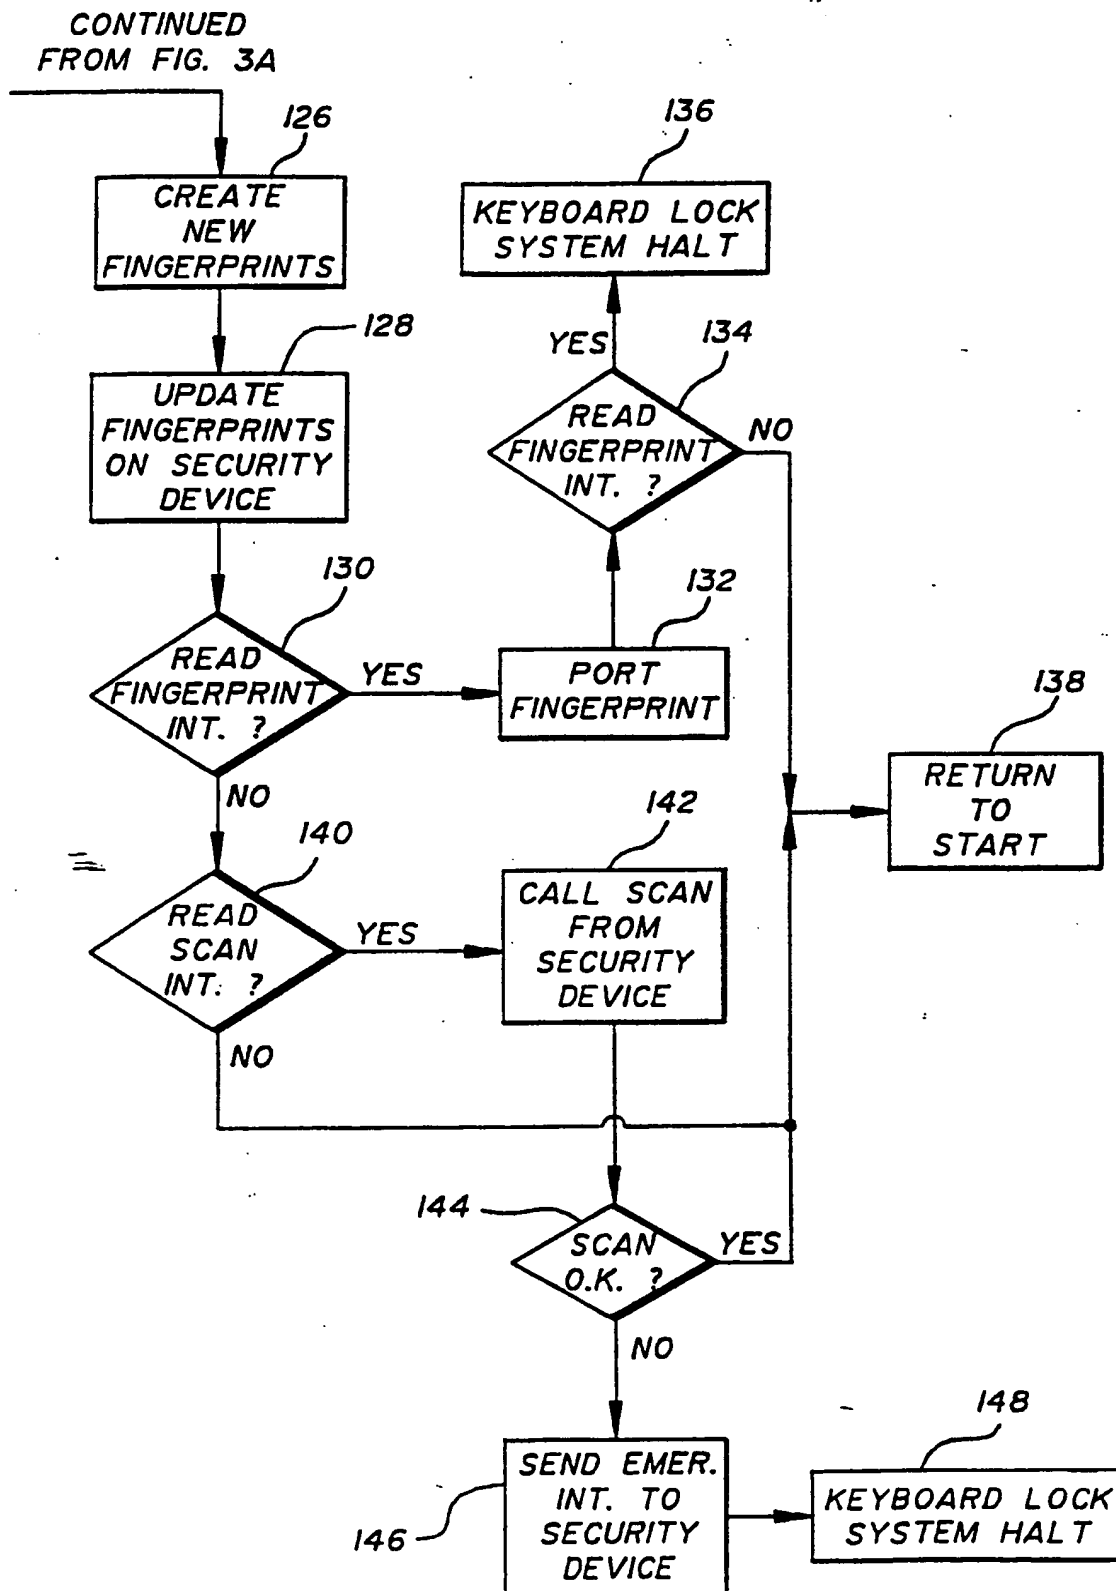 CONTINUED
FROM FIG. 3A
126
CREATE
NEW
FINGERPRINTS
128
UPDATE
FINGERPRINTS
ON SECURITY
DEVICE
130
READ
FINGERPRINT
INT. ?
YES
NO
132
PORT
FINGERPRINT
134
READ
FINGERPRINT
INT. ?
YES
NO
136
KEYBOARD LOCK
SYSTEM HALT
138
RETURN
TO
START
140
READ
SCAN
INT. ?
YES
NO
142
CALL SCAN
FROM
SECURITY
DEVICE
144
SCAN
O.K. ?
YES
NO
146
SEND EMER.
INT. TO
SECURITY
DEVICE
148
KEYBOARD LOCK
SYSTEM HALT